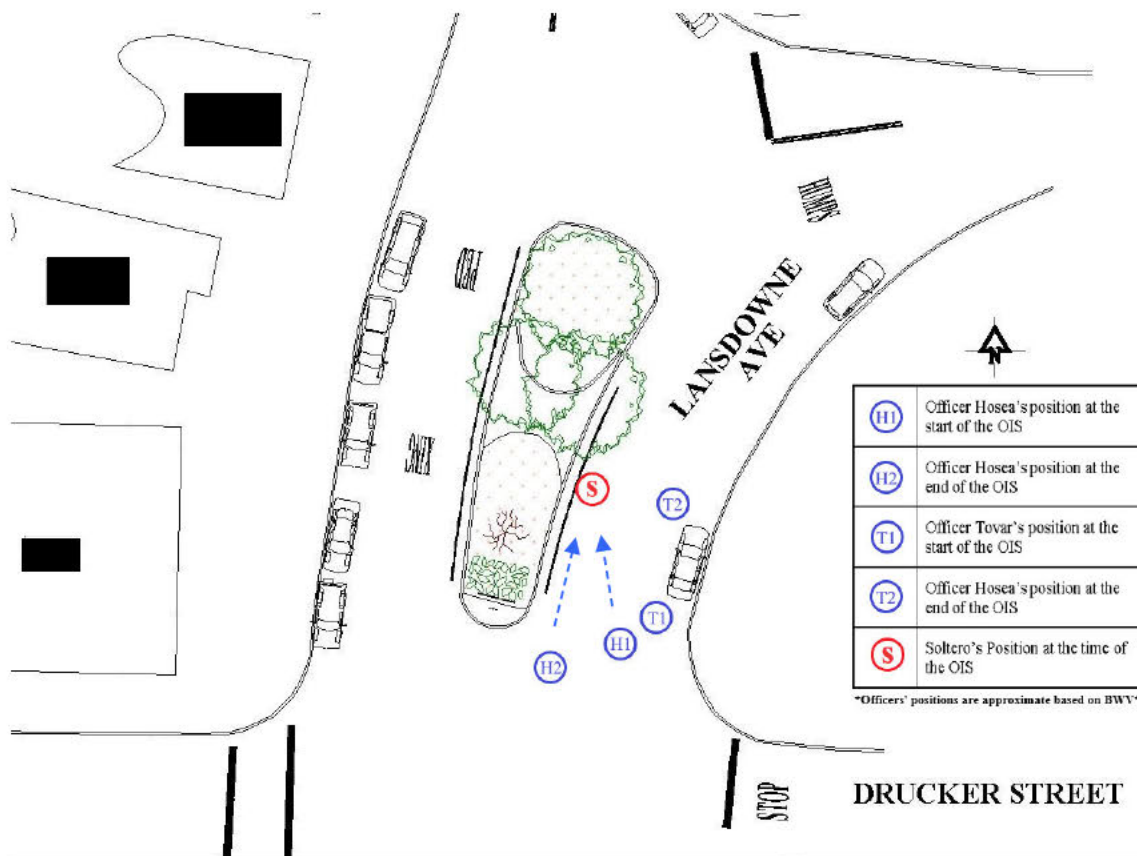 LANSDOWNE
AVE
N
H1
Officer Hosea's position at the
start of the OIS
H2
Officer Hosea's position at the
end of the OIS
T1
Officer Tovar's position at the
start of the OIS
T2
Officer Hosea's position at the
end of the OIS
S
Soltero's Position at the time of
the OIS
*Officers' positions are approximate based on BWV*
S
T2
T1
H1
H2
STOP
DRUCKER STREET